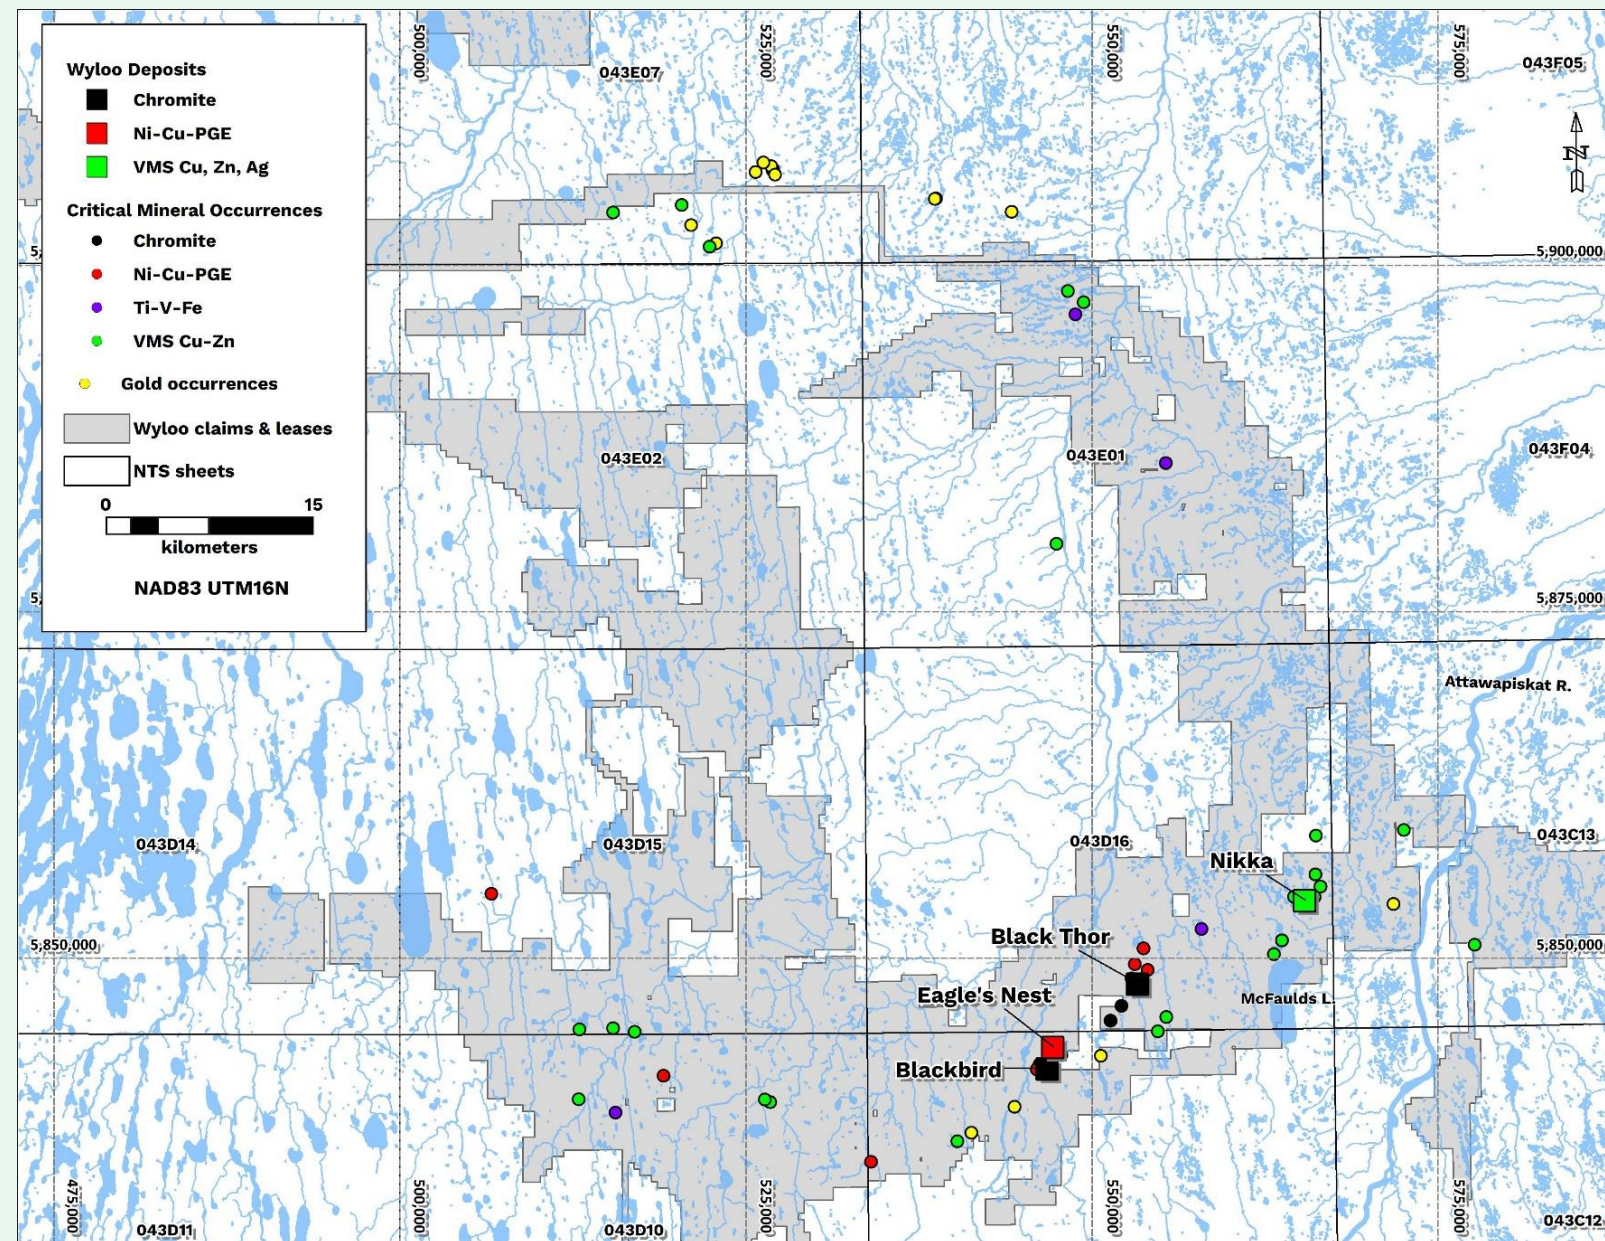 Wyloo Deposits
Chromite
Ni-Cu-PGE
VMS Cu, Zn, Ag
Critical Mineral Occurrences
Chromite
Ni-Cu-PGE
Ti-V-Fe
VMS Cu-Zn
Gold occurrences
Wyloo claims & leases
NTS sheets
0 15
kilometers
NAD83 UTM16N
500,000
525,000
550,000
575,000
043E07
043F05
N
5,
5,900,000
043E02
043E01
043F04
5,
5,875,000
Attawapiskat R.
043D14
043D15
043D16
043C13
Nikka
5,850,000
Black Thor
5,850,000
Eagle's Nest
McFaulds L.
Blackbird
475,000
500,000
525,000
550,000
575,000
043D11
043D10
043C12